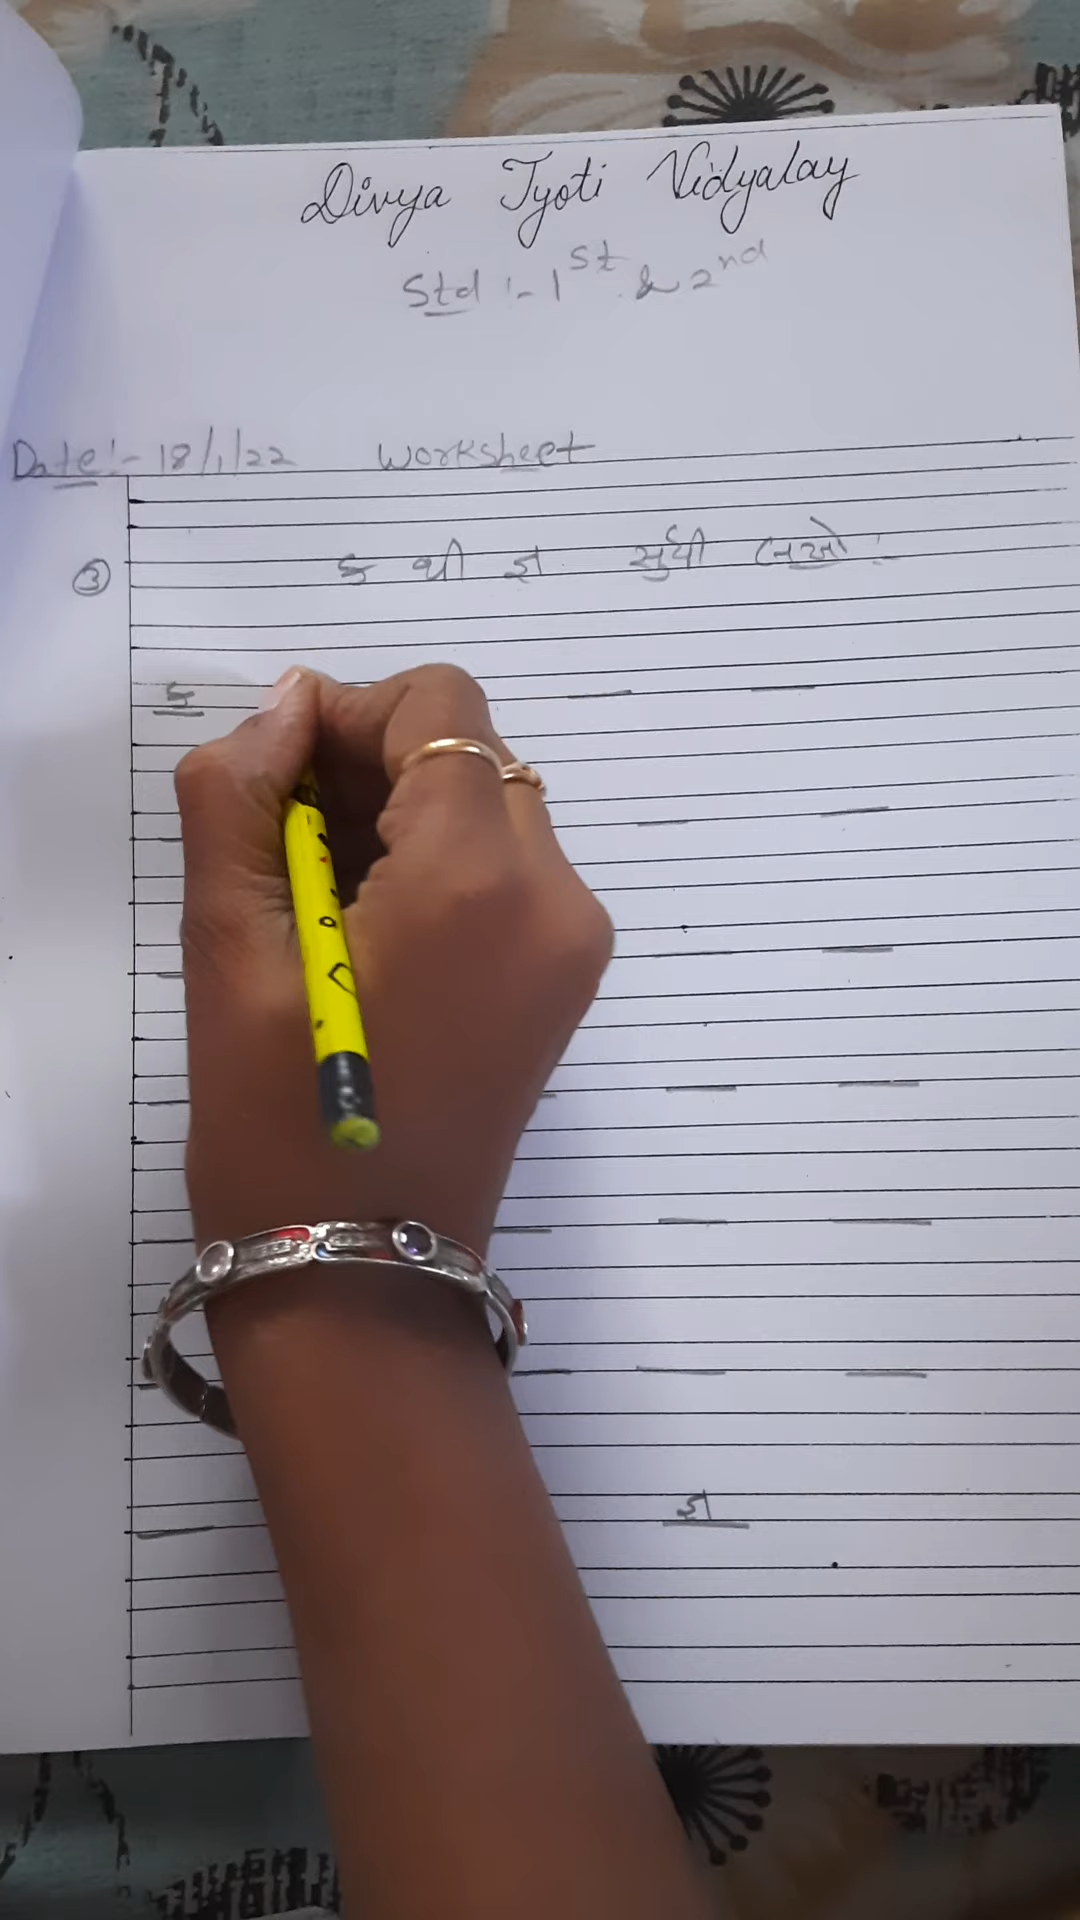 Divya Jyoti Vidyalay
Std :- 1st & 2nd
Date :- 18/1/22 Worksheet
③ ક થી જ્ઞ સુધી લખો :
ક
જ્ઞ